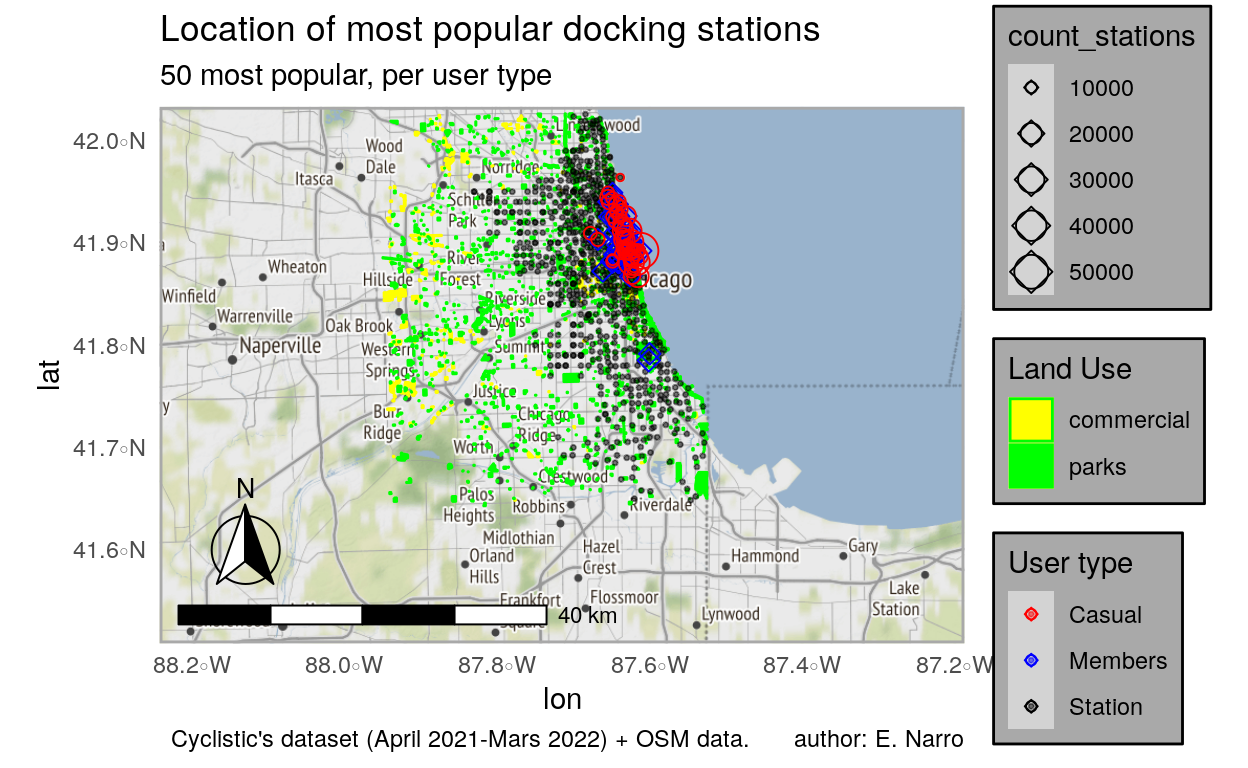 Location of most popular docking stations
50 most popular, per user type
42.0◦N
41.9◦N
41.8◦N
41.7◦N
41.6◦N
lat
Wood
Dale
Itasca
Norridge
Schiller
Park
River
Forest
Wheaton
Hillside
Winfield
Riverside
Warrenville
Oak Brook
Lyons
Naperville
Western
Springs
Summit
Justice
Burr
Ridge
Chicago
Ridge
Worth
Crestwood
Palos
Heights
Robbins
Riverdale
Midlothian
Orland
Hills
Hazel
Crest
Hammond
Gary
Lake
Station
Frankfort
Square
Flossmoor
Lynwood
N
40 km
88.2◦W
88.0◦W
87.8◦W
87.6◦W
87.4◦W
87.2◦W
lon
Cyclistic's dataset (April 2021-Mars 2022) + OSM data.
author: E. Narro
count_stations
10000
20000
30000
40000
50000
Land Use
commercial
parks
User type
Casual
Members
Station